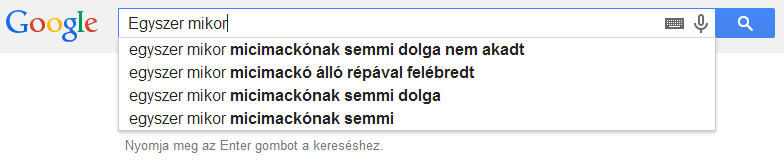 Google
Egyszer mikor
egyszer mikor micimackónak semmi dolga nem akadt
egyszer mikor micimackó álló répával felébredt
egyszer mikor micimackónak semmi dolga
egyszer mikor micimackónak semmi
Nyomja meg az Enter gombot a kereséshez.